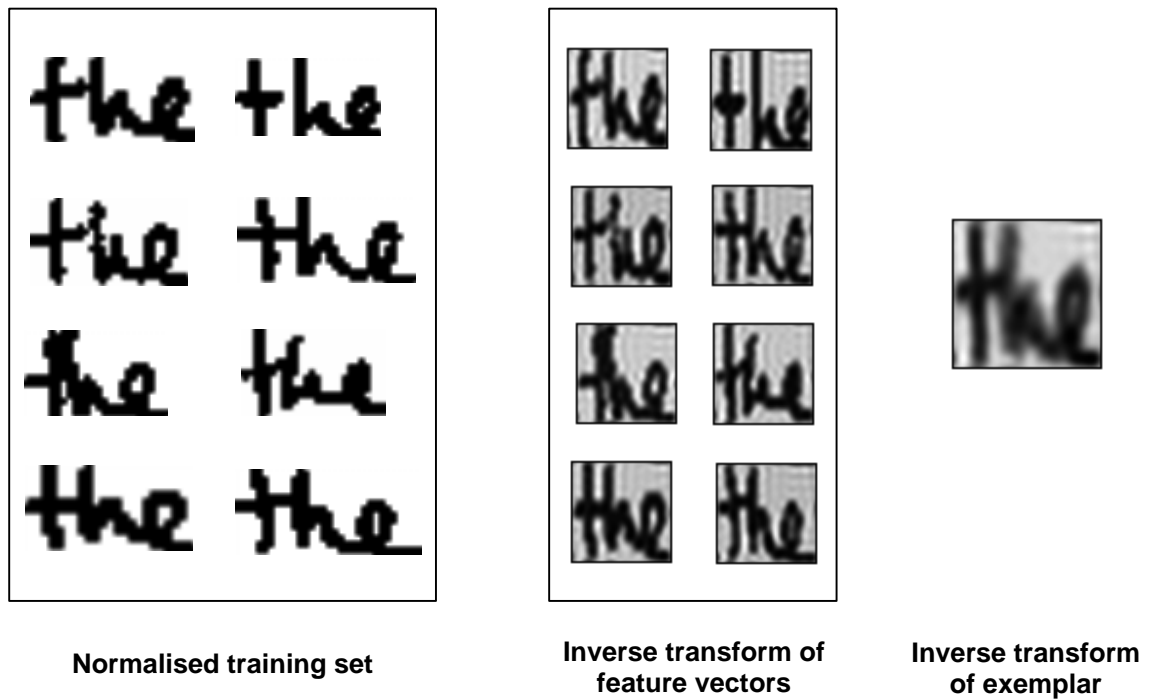 the the
the the
the the
the the
the the
the the
the the
the the
the
Normalised training set
Inverse transform of
feature vectors
Inverse transform
of exemplar